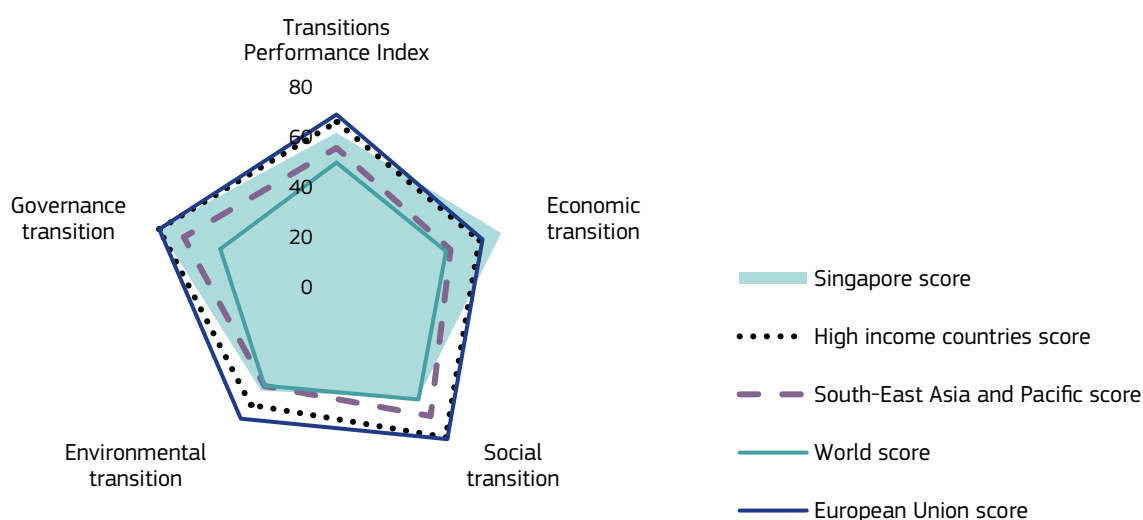 Transitions
Performance Index
80
60
40
20
0
Governance
transition
Economic
transition
Environmental
transition
Social
transition
Singapore score
High income countries score
South-East Asia and Pacific score
World score
European Union score